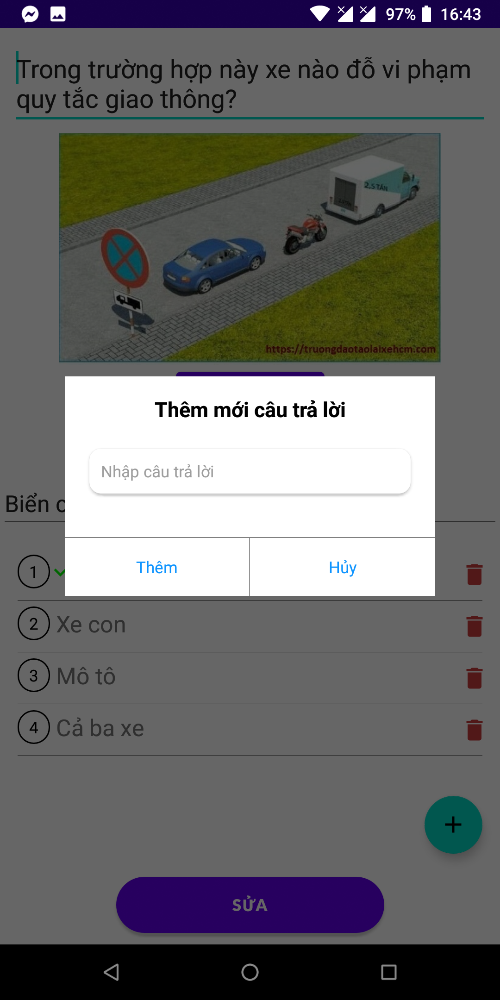 97% 16:43
Trong trường hợp này xe nào đỗ vi phạm
quy tắc giao thông?
2,5 TẤN
https://truongdaotaolaixehcm.com
Thêm mới câu trả lời
Nhập câu trả lời
Biển
Thêm
Hủy
1
2 Xe con
3 Mô tô
4 Cả ba xe
+
SỬA